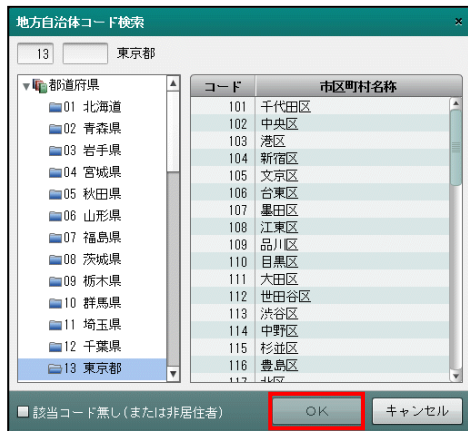 地方自治体コード検索 ×
13 東京都
都道府県
01 北海道
02 青森県
03 岩手県
04 宮城県
05 秋田県
06 山形県
07 福島県
08 茨城県
09 栃木県
10 群馬県
11 埼玉県
12 千葉県
13 東京都
コード 市区町村名称
101 千代田区
102 中央区
103 港区
104 新宿区
105 文京区
106 台東区
107 墨田区
108 江東区
109 品川区
110 目黒区
111 大田区
112 世田谷区
113 渋谷区
114 中野区
115 杉並区
116 豊島区
117 北区
該当コード無し(または非居住者)
OK
キャンセル